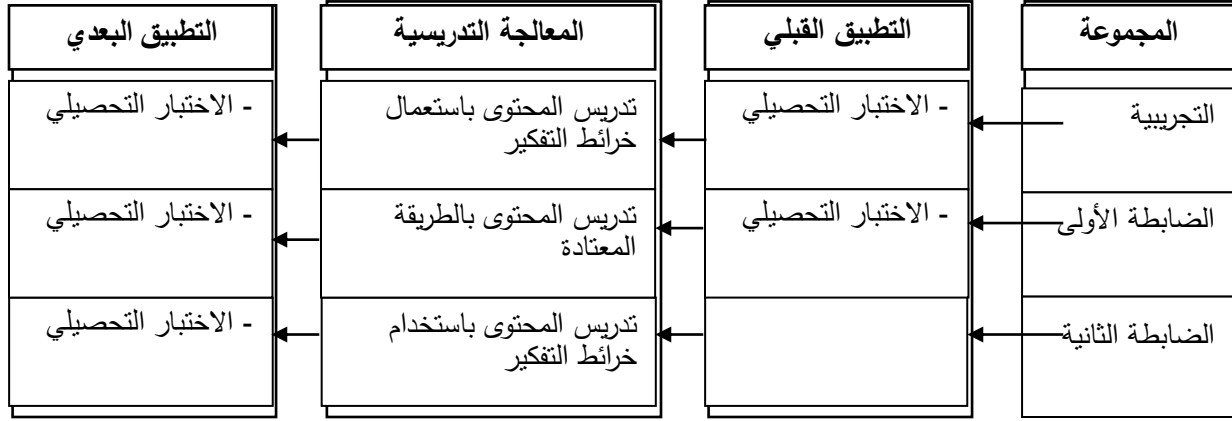 المجموعة
التطبيق القبلي
المعالجة التدريسية
التطبيق البعدي
التجريبية
- الاختبار التحصيلي
تدريس المحتوى باستعمال
خرائط التفكير
- الاختبار التحصيلي
الضابطة الأولى
- الاختبار التحصيلي
تدريس المحتوى بالطريقة
المعتادة
- الاختبار التحصيلي
الضابطة الثانية
تدريس المحتوى باستخدام
خرائط التفكير
- الاختبار التحصيلي